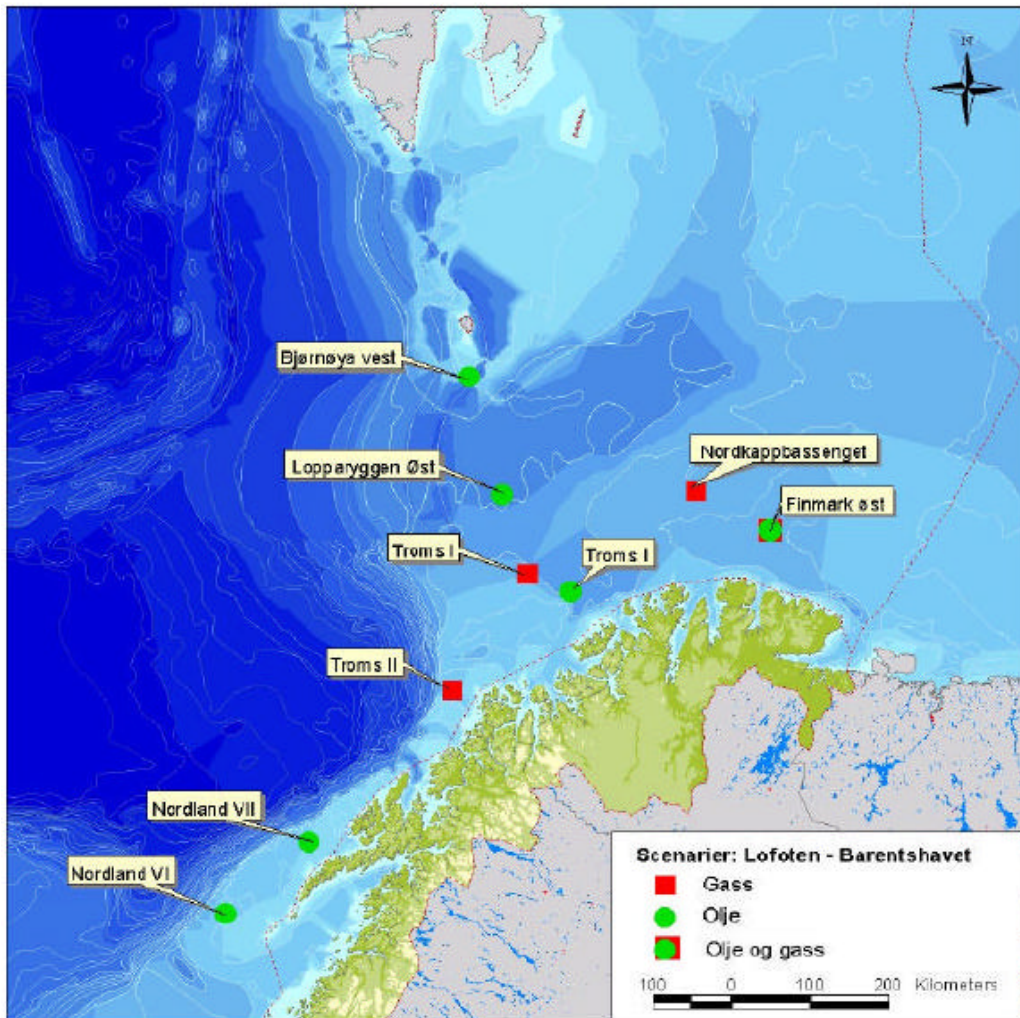 N
Bjørnøya vest
Nordkappbassenget
Lopparyggen Øst
Finmark øst
Troms I
Troms I
Troms II
Nordland VII
Nordland VI
Scenarier: Lofoten - Barentshavet
Gass
Olje
Olje og gass
100 0 100 200 Kilometers